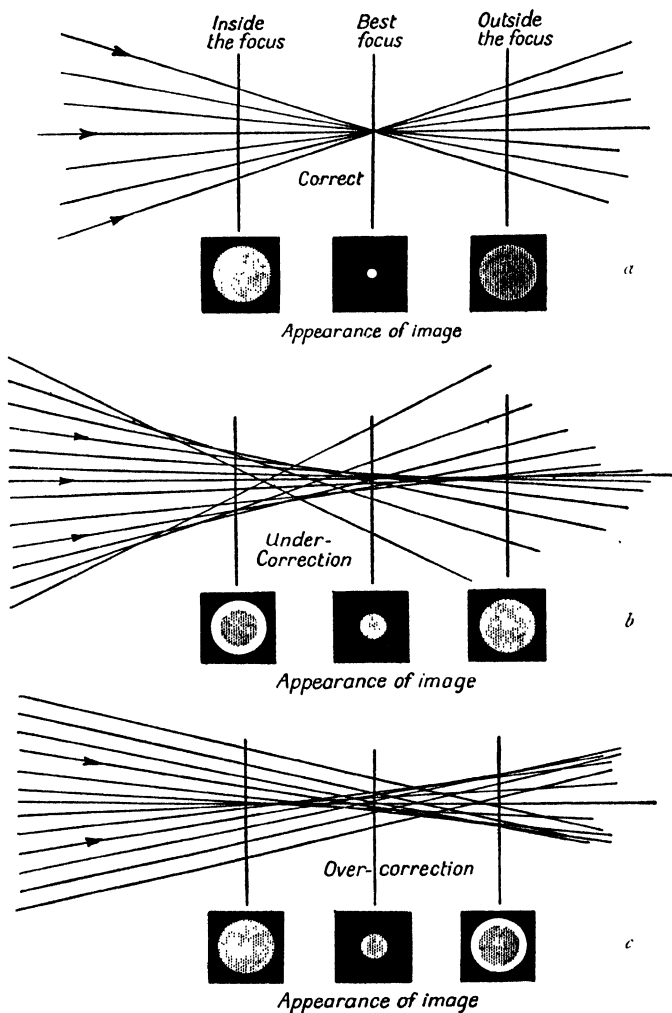 Inside
the focus
Best
focus
Outside
the focus
Correct
a
Appearance of image
Under-
Correction
b
Appearance of image
Over-correction
c
Appearance of image